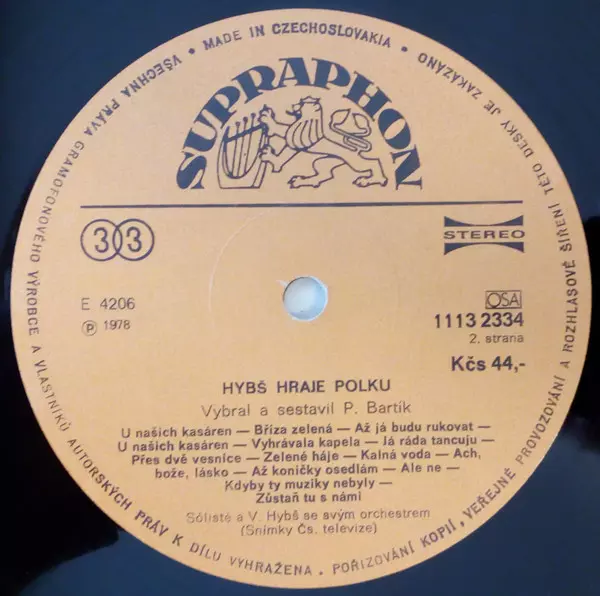 VŠECHNA PRÁVA GRAMOFONOVÉHO VÝROBCE A VLASTNÍKŮ AUTORSKÝCH PRÁV K DÍLU VYHRAŽENA · POŘIZOVÁNÍ KOPIÍ, VEŘEJNÉ PROVOZOVÁNÍ A ROZHLASOVÉ ŠÍŘENÍ TÉTO DESKY JE ZAKÁZÁNO · MADE IN CZECHOSLOVAKIA ·
SUPRAPHON
33
STEREO
E 4206
Ⓟ 1978
OSA
1113 2334
2. strana
Kčs 44,-
HYBŠ HRAJE POLKU
Vybral a sestavil P. Bartík
U našich kasáren — Bříza zelená — Až já budu rukovat —
U našich kasáren — Vyhrávala kapela — Já ráda tancuju —
Přes dvě vesnice — Zelené háje — Kalná voda — Ach,
bože, lásko — Až koničky osedlám — Ale ne —
Kdyby ty muziky nebyly —
Zůstaň tu s námi
Sólisté a V. Hybš se svým orchestrem
(Snímky Čs. televize)